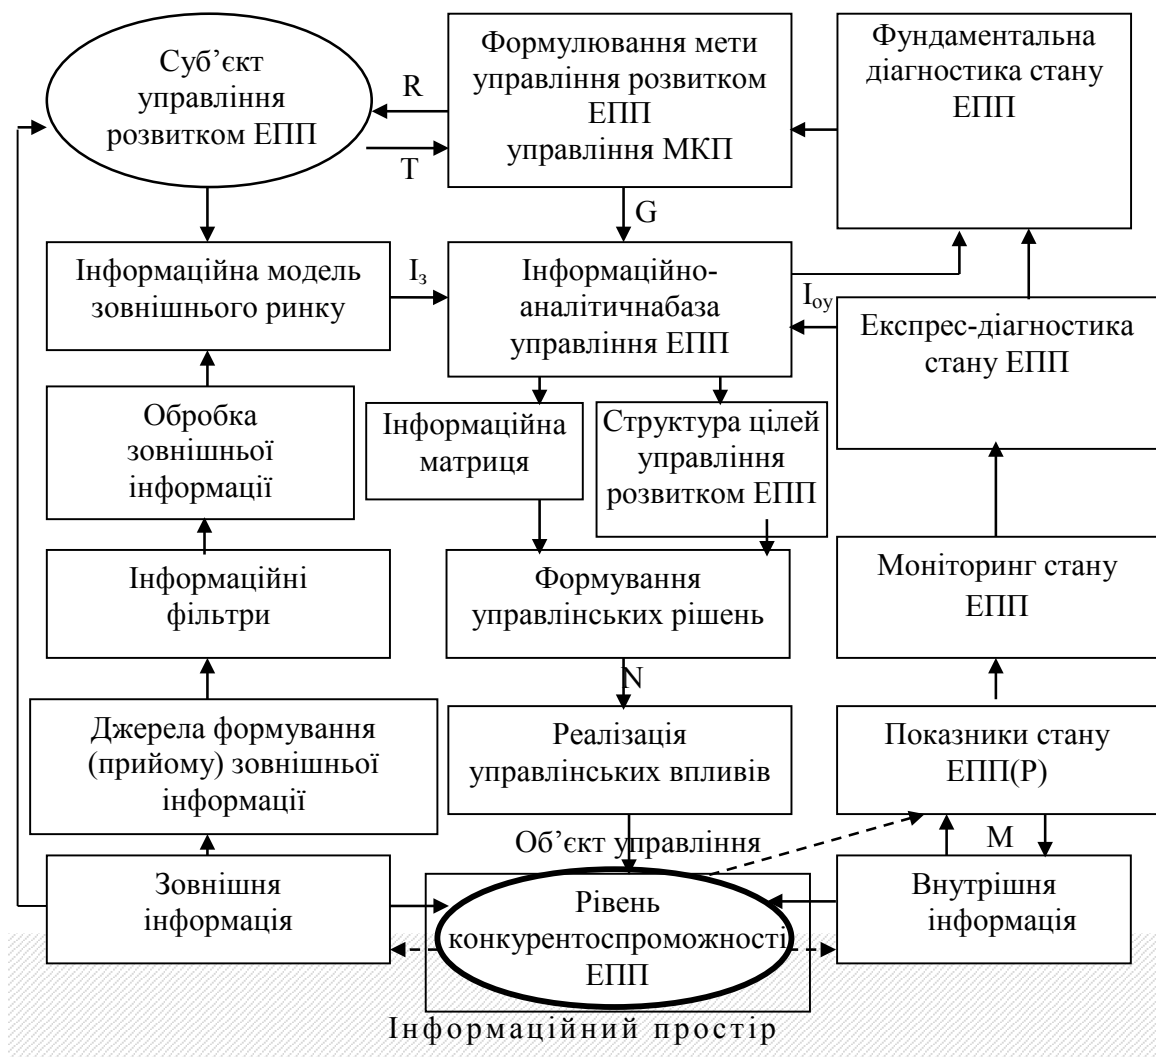 Суб’єкт
управління
розвитком ЕПП
R
T
Формулювання мети
управління розвитком
ЕПП
управління МКП
Фундаментальна
діагностика стану
ЕПП
G
Інформаційна модель
зовнішнього ринку
Iз
Інформаційно-
аналітичнабаза
управління ЕПП
Iоу
Експрес-діагностика
стану ЕПП
Обробка
зовнішньої
інформації
Інформаційна
матриця
Структура цілей
управління
розвитком ЕПП
Інформаційні
фільтри
Формування
управлінських рішень
Моніторинг стану
ЕПП
N
Джерела формування
(прийому) зовнішньої
інформації
Реалізація
управлінських впливів
Показники стану
ЕПП(Р)
Об’єкт управління
М
Зовнішня
інформація
Рівень
конкурентоспроможності
ЕПП
Внутрішня
інформація
Інформаційний простір